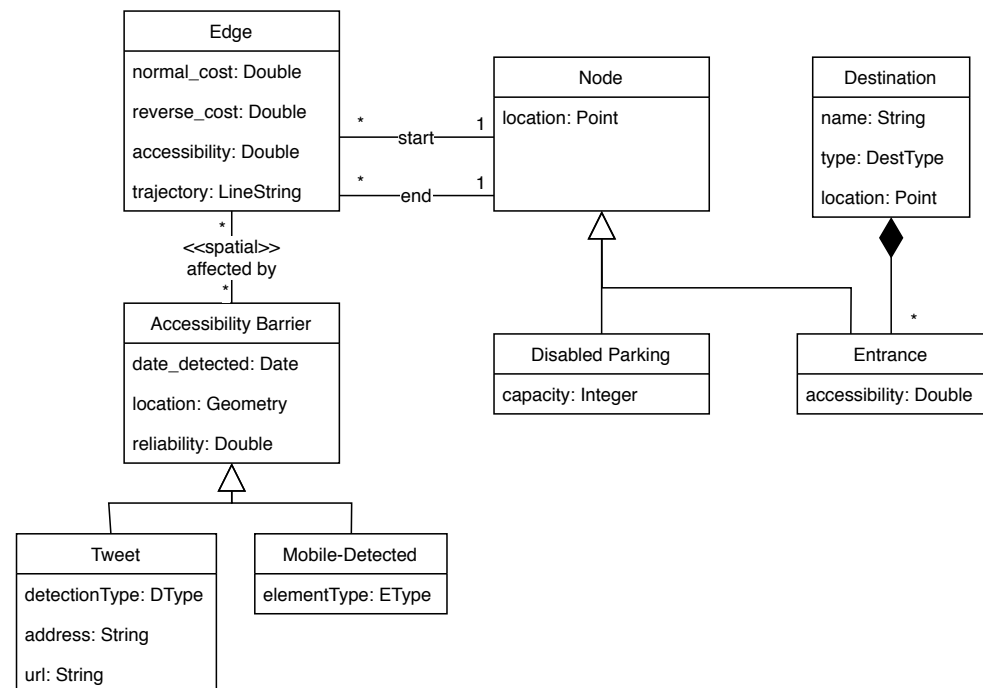 Edge
normal_cost: Double
reverse_cost: Double
accessibility: Double
trajectory: LineString
Node
location: Point
Destination
name: String
type: DestType
location: Point
* start 1
* end 1
*
<<spatial>>
affected by
*
Accessibility Barrier
date_detected: Date
location: Geometry
reliability: Double
Disabled Parking
capacity: Integer
*
Entrance
accessibility: Double
Tweet
detectionType: DType
address: String
url: String
Mobile-Detected
elementType: EType